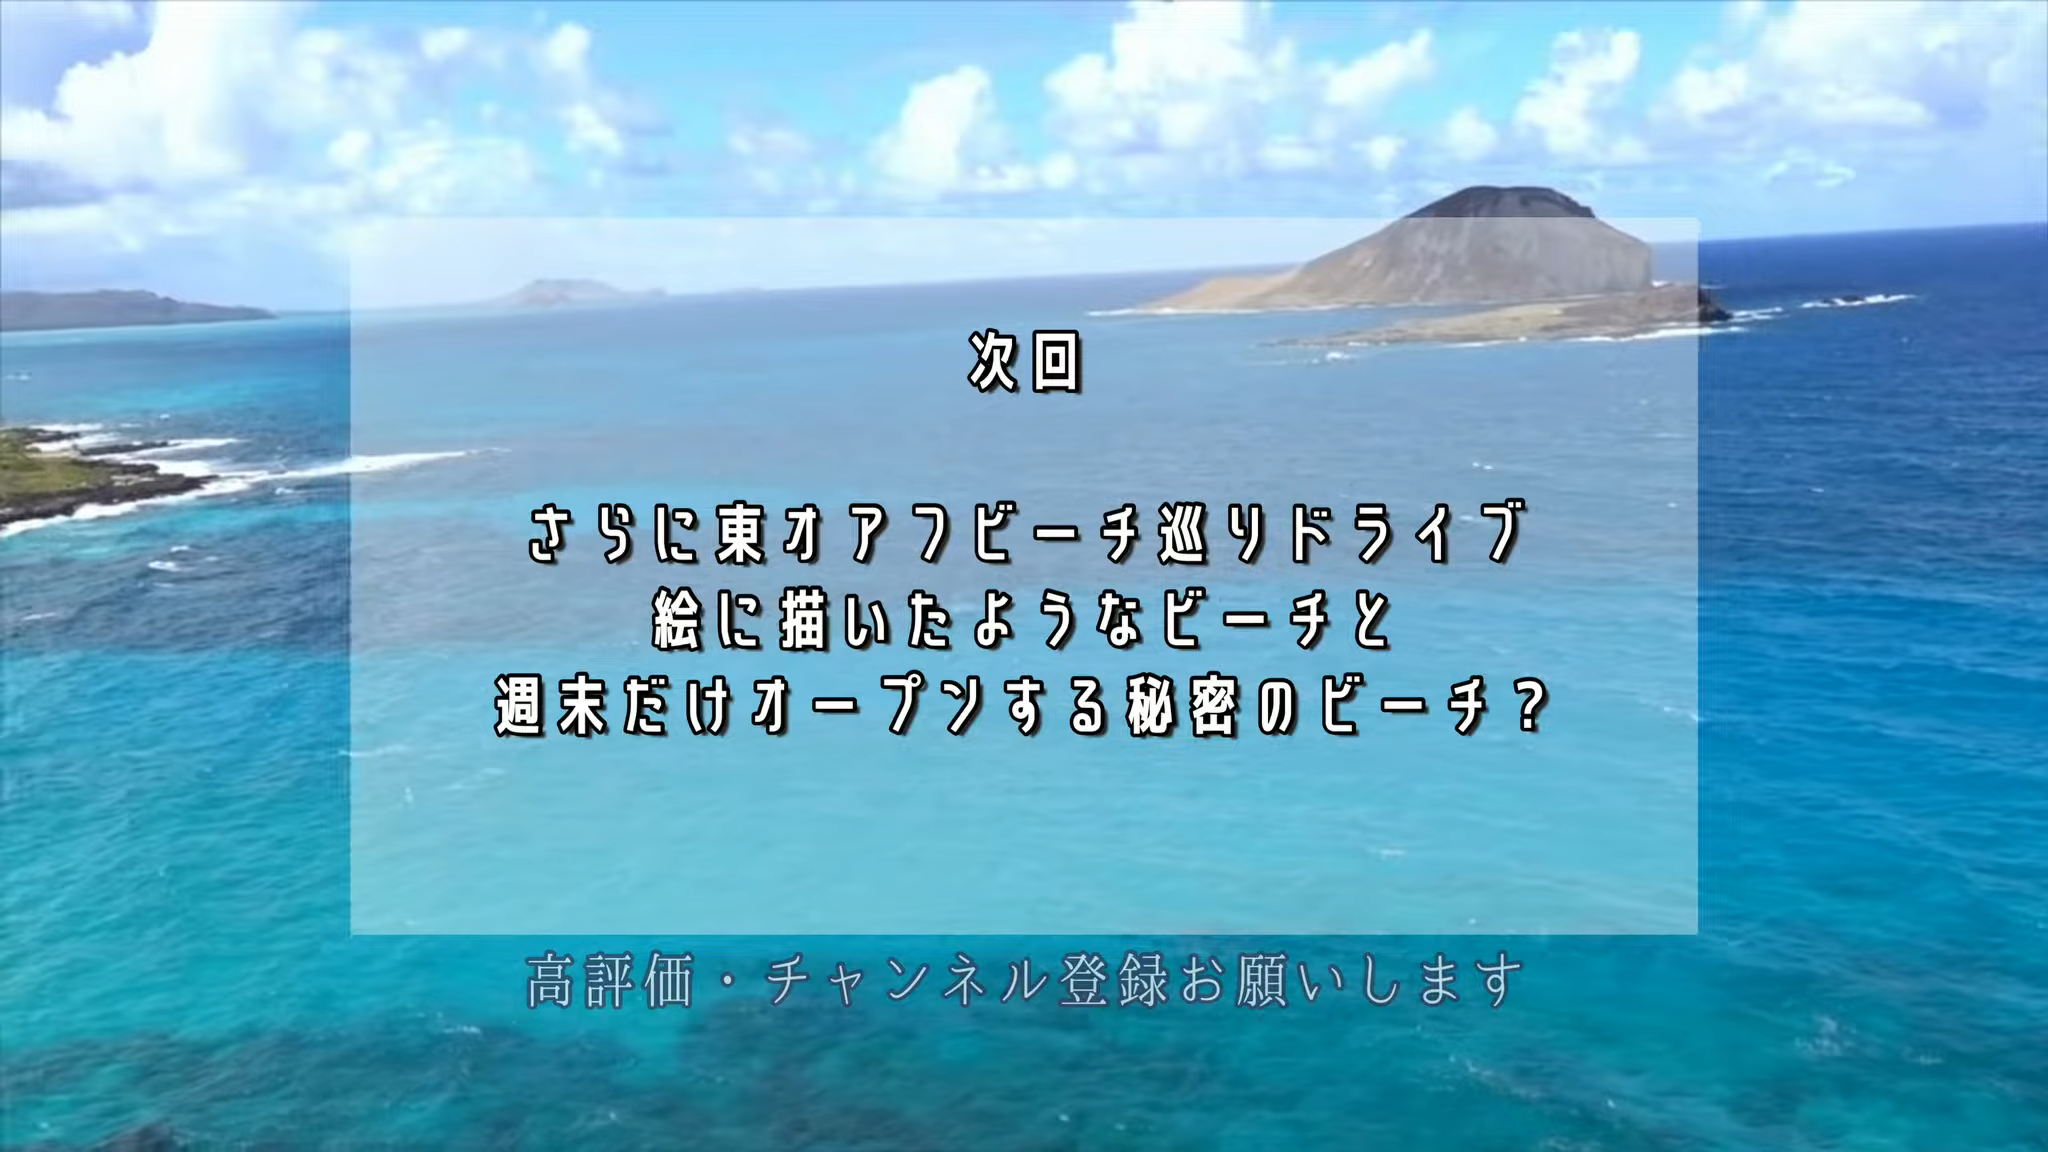 次回
さらに東オアフビーチ巡りドライブ
絵に描いたようなビーチと
週末だけオープンする秘密のビーチ？
高評価・チャンネル登録お願いします